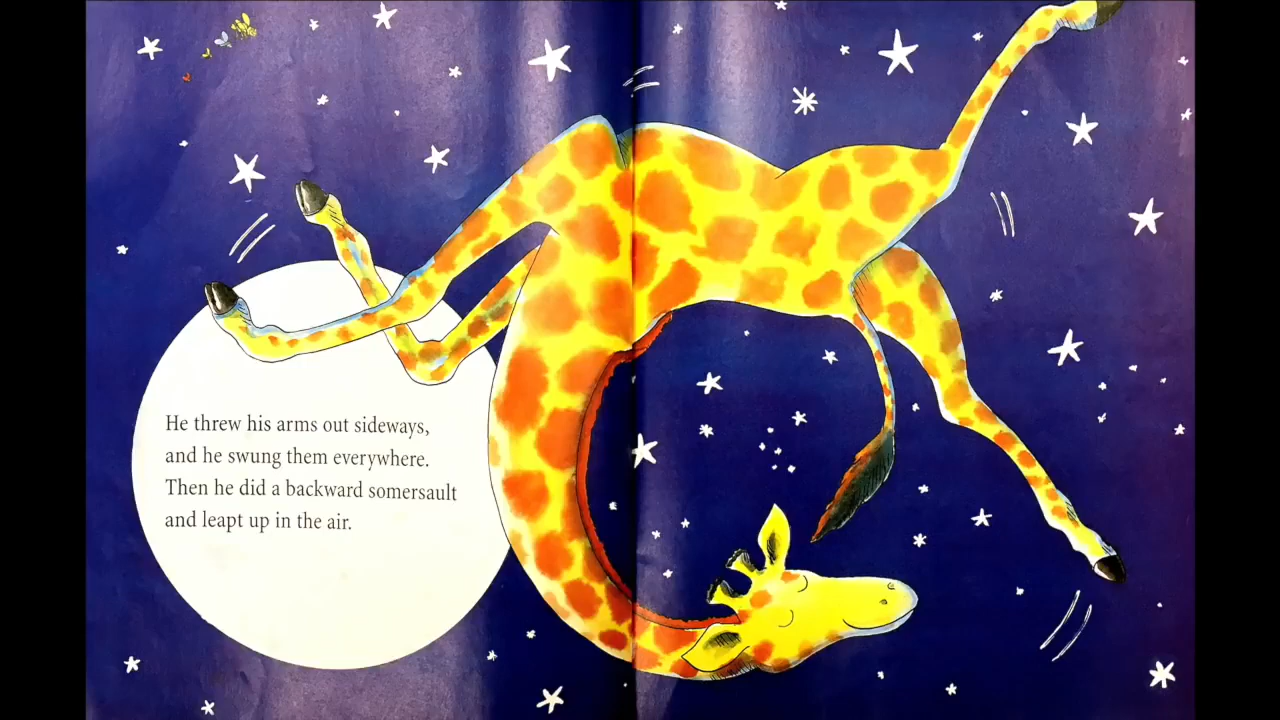 He threw his arms out sideways,
and he swung them everywhere.
Then he did a backward somersault
and leapt up in the air.